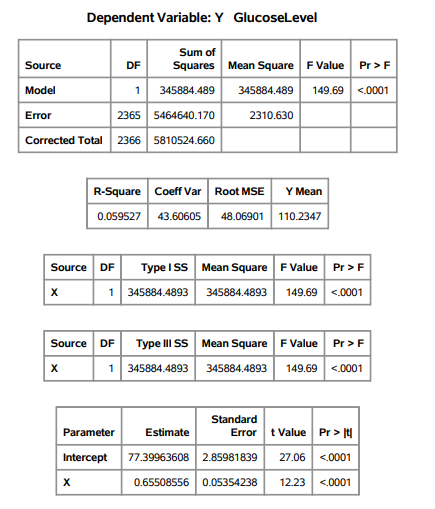 Dependent Variable: Y GlucoseLevel
Source DF Sum of Squares Mean Square F Value Pr > F
Model 1 345884.489 345884.489 149.69 <.0001
Error 2365 5464640.170 2310.630
Corrected Total 2366 5810524.660
R-Square Coeff Var Root MSE Y Mean
0.059527 43.60605 48.06901 110.2347
Source DF Type I SS Mean Square F Value Pr > F
X 1 345884.4893 345884.4893 149.69 <.0001
Source DF Type III SS Mean Square F Value Pr > F
X 1 345884.4893 345884.4893 149.69 <.0001
Parameter Estimate Standard Error t Value Pr > |t|
Intercept 77.39963608 2.85981839 27.06 <.0001
X 0.65508556 0.05354238 12.23 <.0001